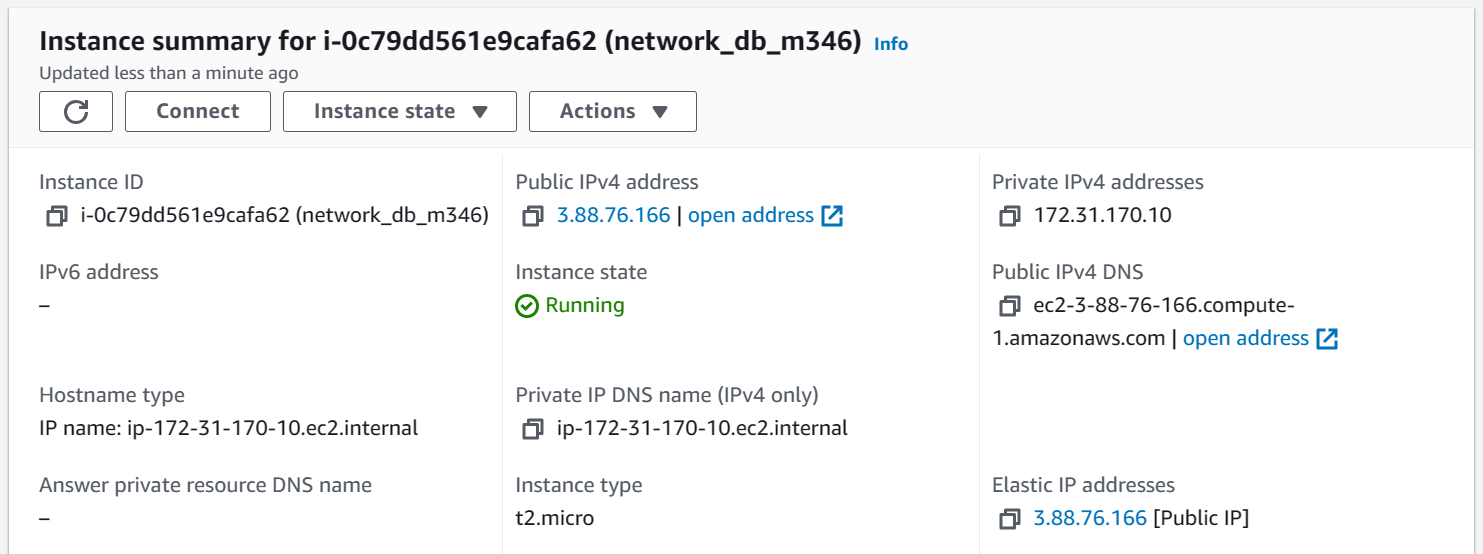 Instance summary for i-0c79dd561e9cafa62 (network_db_m346) Info
Updated less than a minute ago
Connect
Instance state
Actions
Instance ID
i-0c79dd561e9cafa62 (network_db_m346)
Public IPv4 address
3.88.76.166 | open address
Private IPv4 addresses
172.31.170.10
IPv6 address
–
Instance state
Running
Public IPv4 DNS
ec2-3-88-76-166.compute-
1.amazonaws.com | open address
Hostname type
IP name: ip-172-31-170-10.ec2.internal
Private IP DNS name (IPv4 only)
ip-172-31-170-10.ec2.internal
Answer private resource DNS name
–
Instance type
t2.micro
Elastic IP addresses
3.88.76.166 [Public IP]